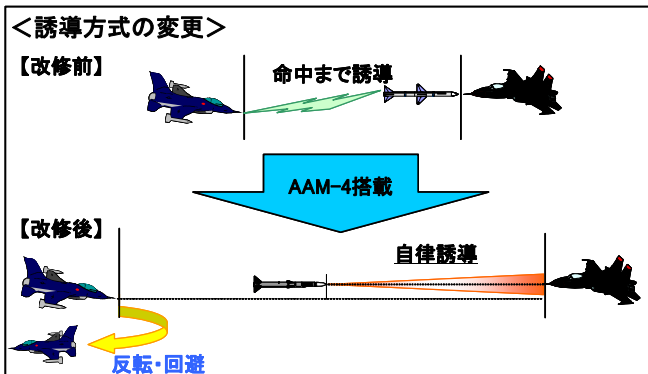 ＜誘導方式の変更＞
【改修前】
命中まで誘導
AAM-4搭載
【改修後】
自律誘導
反転・回避